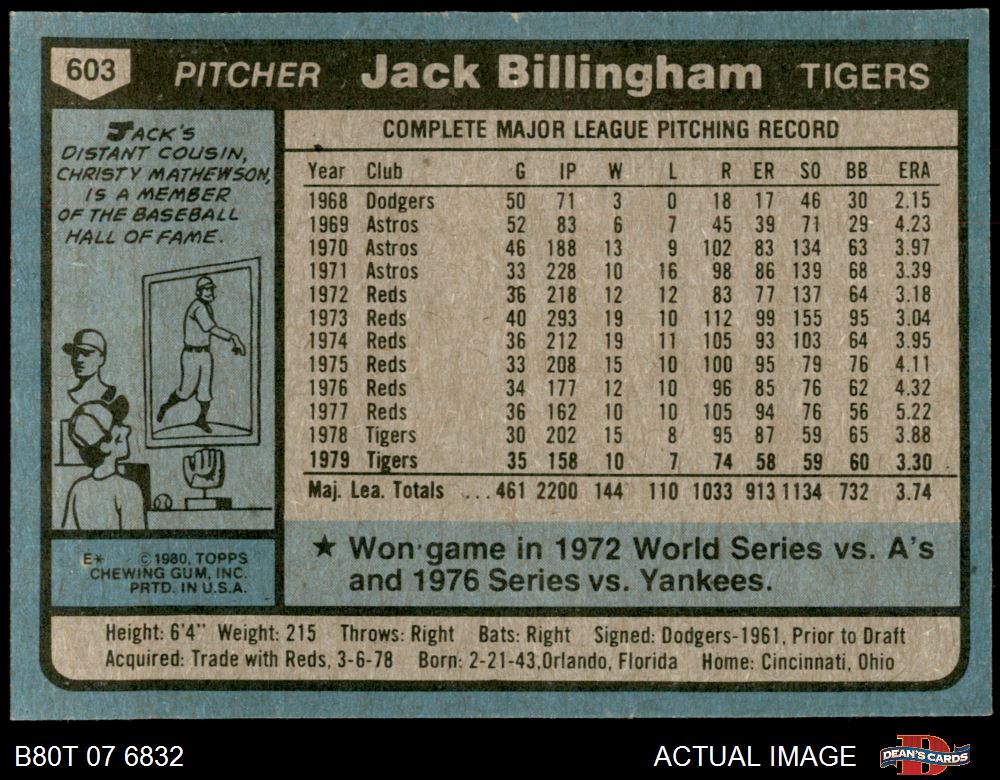 603 PITCHER Jack Billingham TIGERS
JACK'S
DISTANT COUSIN,
CHRISTY MATHEWSON,
IS A MEMBER
OF THE BASEBALL
HALL OF FAME.
E* © 1980, TOPPS
CHEWING GUM, INC.
PRTD. IN U.S.A.
COMPLETE MAJOR LEAGUE PITCHING RECORD
Year Club G IP W L R ER SO BB ERA
1968 Dodgers 50 71 3 0 18 17 46 30 2.15
1969 Astros 52 83 6 7 45 39 71 29 4.23
1970 Astros 46 188 13 9 102 83 134 63 3.97
1971 Astros 33 228 10 16 98 86 139 68 3.39
1972 Reds 36 218 12 12 83 77 137 64 3.18
1973 Reds 40 293 19 10 112 99 155 95 3.04
1974 Reds 36 212 19 11 105 93 103 64 3.95
1975 Reds 33 208 15 10 100 95 79 76 4.11
1976 Reds 34 177 12 10 96 85 76 62 4.32
1977 Reds 36 162 10 10 105 94 76 56 5.22
1978 Tigers 30 202 15 8 95 87 59 65 3.88
1979 Tigers 35 158 10 7 74 58 59 60 3.30
Maj. Lea. Totals ...461 2200 144 110 1033 913 1134 732 3.74
★ Won game in 1972 World Series vs. A's
and 1976 Series vs. Yankees.
Height: 6'4" Weight: 215 Throws: Right Bats: Right Signed: Dodgers-1961, Prior to Draft
Acquired: Trade with Reds, 3-6-78 Born: 2-21-43, Orlando, Florida Home: Cincinnati, Ohio
B80T 07 6832 ACTUAL IMAGE DEAN'S CARDS